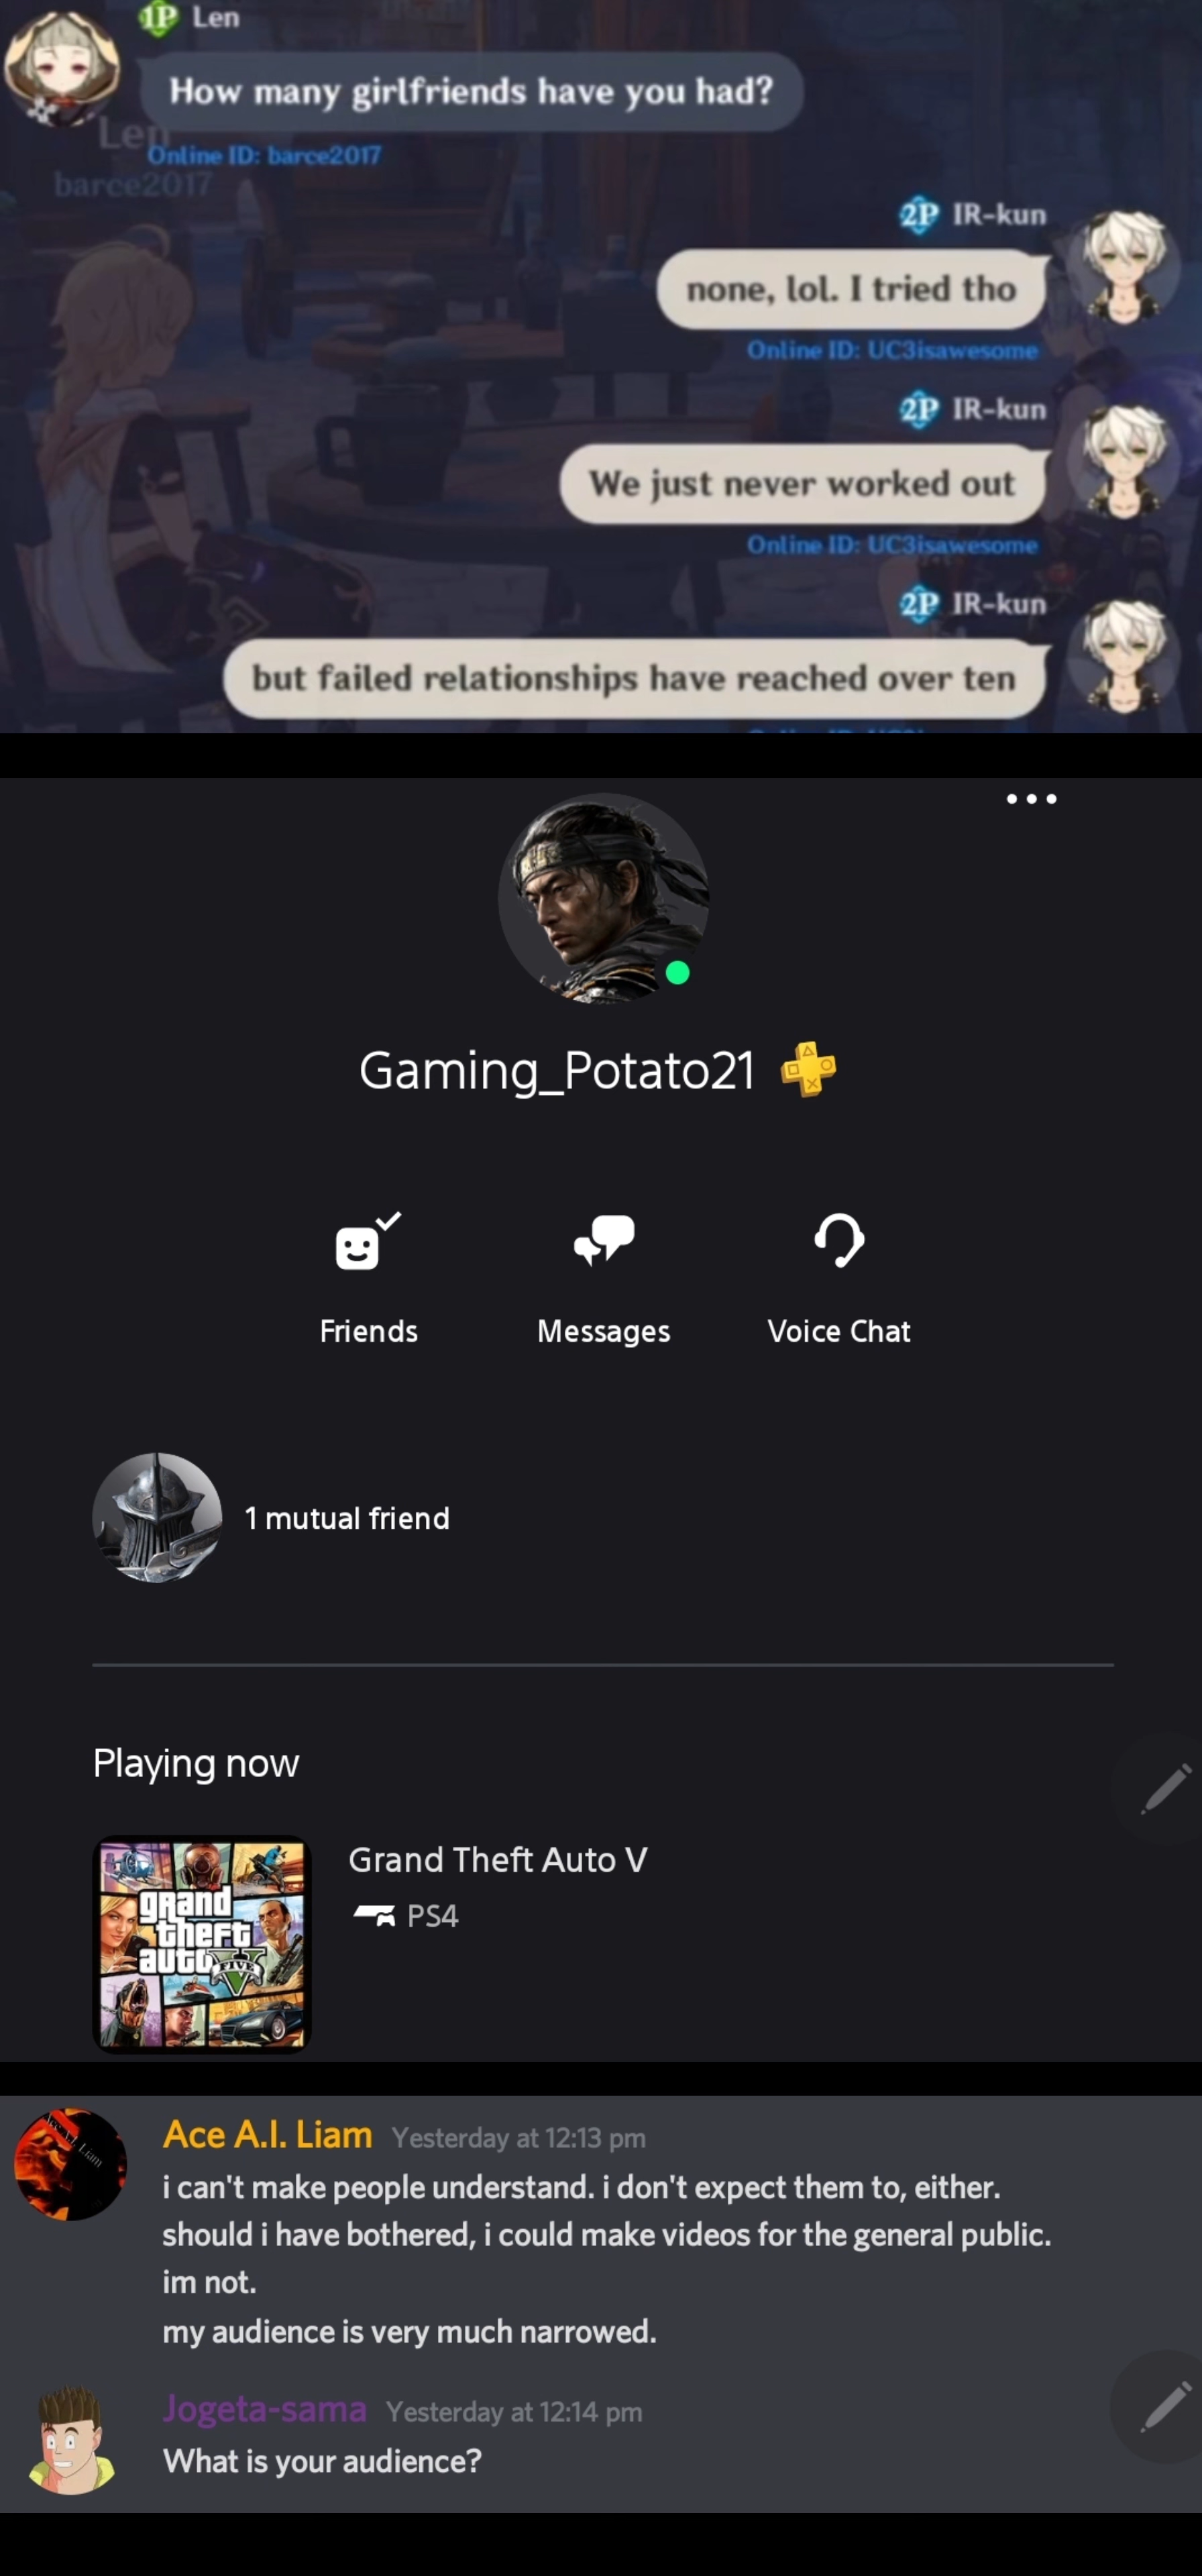 1P Len
How many girlfriends have you had?
Len
Online ID: barce2017
barce2017
2P IR-kun
none, lol. I tried tho
Online ID: UC3isawesome
2P IR-kun
We just never worked out
Online ID: UC3isawesome
2P IR-kun
but failed relationships have reached over ten
Gaming_Potato21
Friends Messages Voice Chat
1 mutual friend
Playing now
Grand Theft Auto V
PS4
grand
theft
auto
FIVE
V
Ace A.I. Liam Yesterday at 12:13 pm
i can't make people understand. i don't expect them to, either.
should i have bothered, i could make videos for the general public.
im not.
my audience is very much narrowed.
Jogeta-sama Yesterday at 12:14 pm
What is your audience?